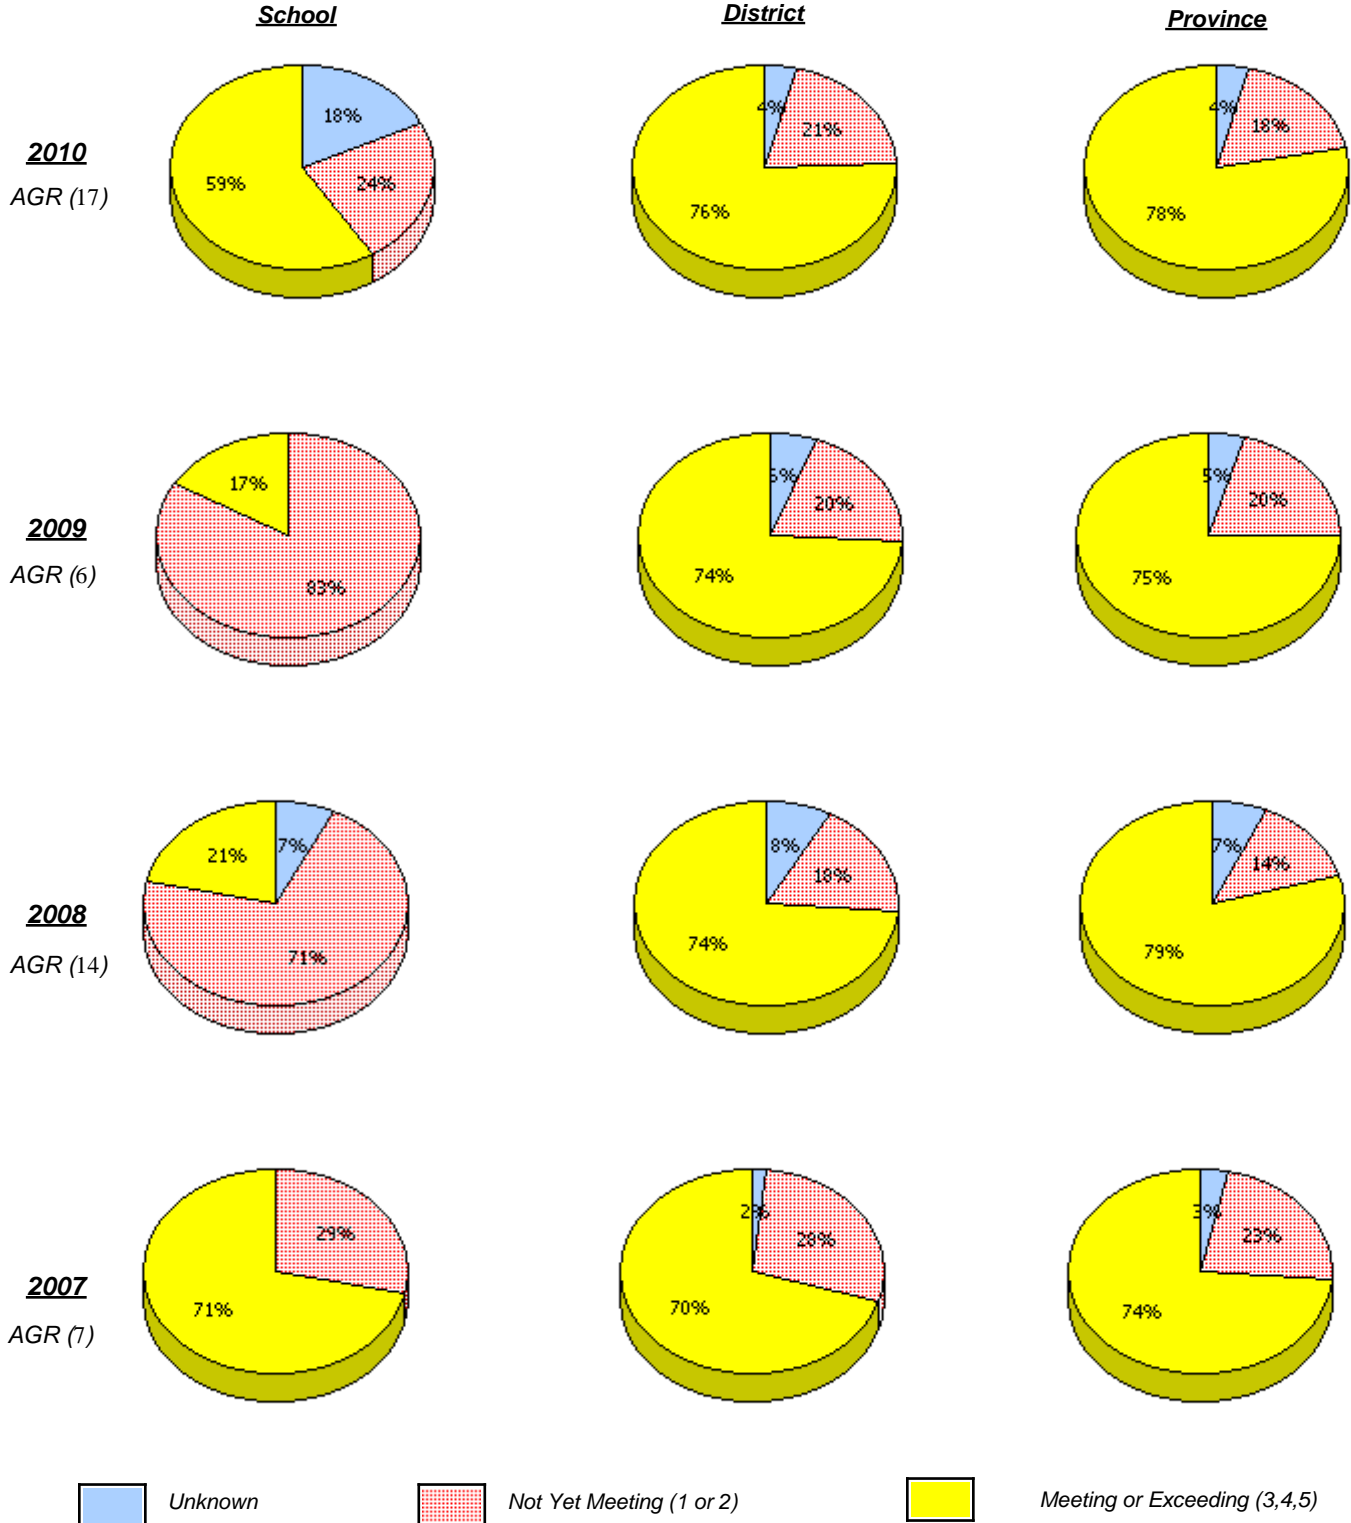 School District Province
18% 4% 21% 4% 18%
2010
AGR (17)
59% 24% 76% 78%
17% 20% 5% 20%
2009
AGR (6)
83% 74% 75%
21% 7% 8% 18% 7% 14%
2008
AGR (14)
71% 74% 79%
29% 2% 28% 3% 23%
2007
AGR (7)
71% 70% 74%
Unknown Not Yet Meeting (1 or 2) Meeting or Exceeding (3,4,5)